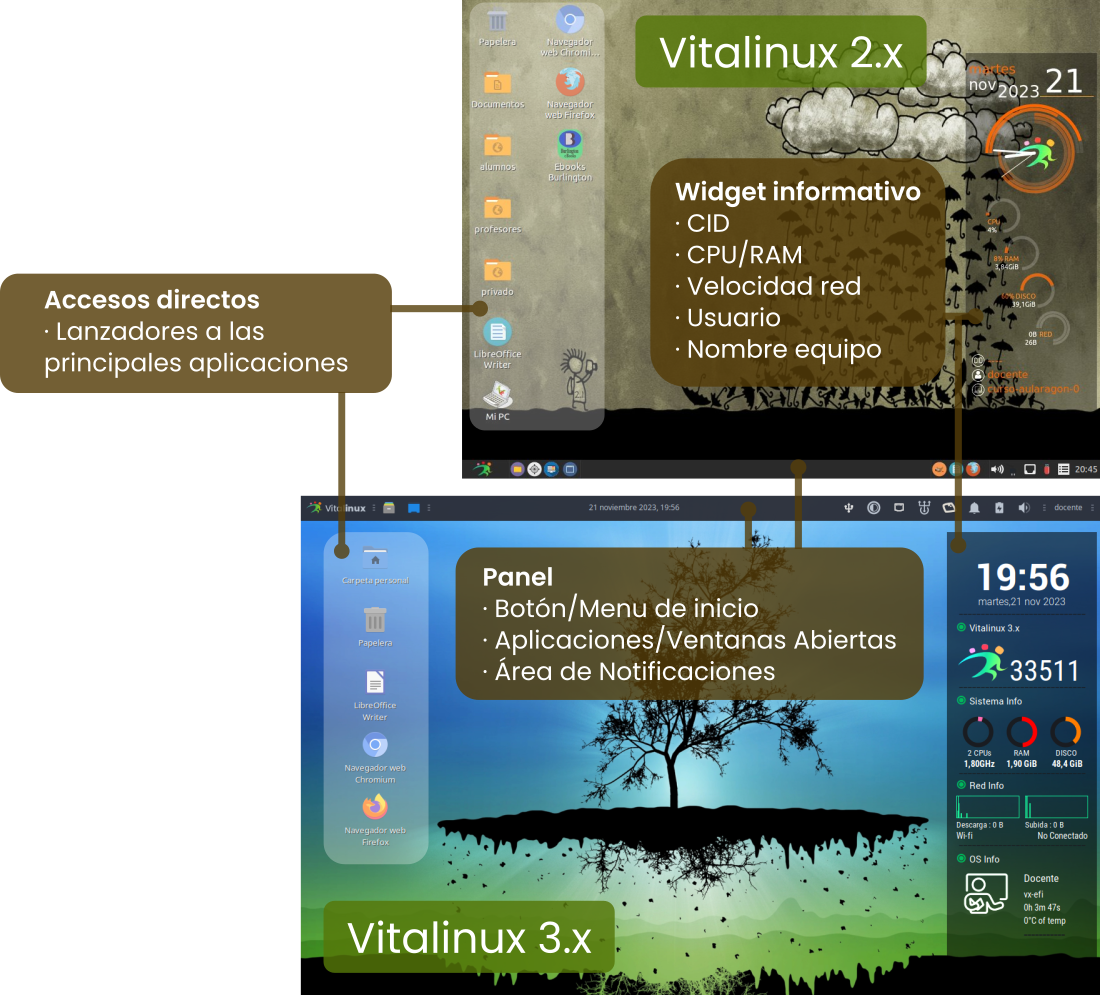 Vitalinux 2.x
Papelera
Navegador
web Chromi...
Documentos
Navegador
web Firefox
alumnos
Ebooks
Burlington
profesores
privado
LibreOffice
Writer
Mi PC
martes
nov 2023 21
CPU
4%
8% RAM
3,84GiB
DISCO
39,1GiB
0B RED
26B
docente
curso-aularagon-0
20:45
Widget informativo
· CID
· CPU/RAM
· Velocidad red
· Usuario
· Nombre equipo
Accesos directos
· Lanzadores a las
principales aplicaciones
Vitalinux
21 noviembre 2023, 19:56
docente
Panel
· Botón/Menu de inicio
· Aplicaciones/Ventanas Abiertas
· Área de Notificaciones
Carpeta personal
Papelera
LibreOffice
Writer
Navegador web
Chromium
Navegador web
Firefox
19:56
martes,21 nov 2023
Vitalinux 3.x
33511
Sistema Info
2 CPUs RAM DISCO
1,80GHz 1,90 GiB 48,4 GiB
Red Info
Descarga : 0 B Subida : 0 B
Wi-fi No Conectado
OS Info
Docente
vx-efi
0h 3m 47s
0°C of temp
Vitalinux 3.x